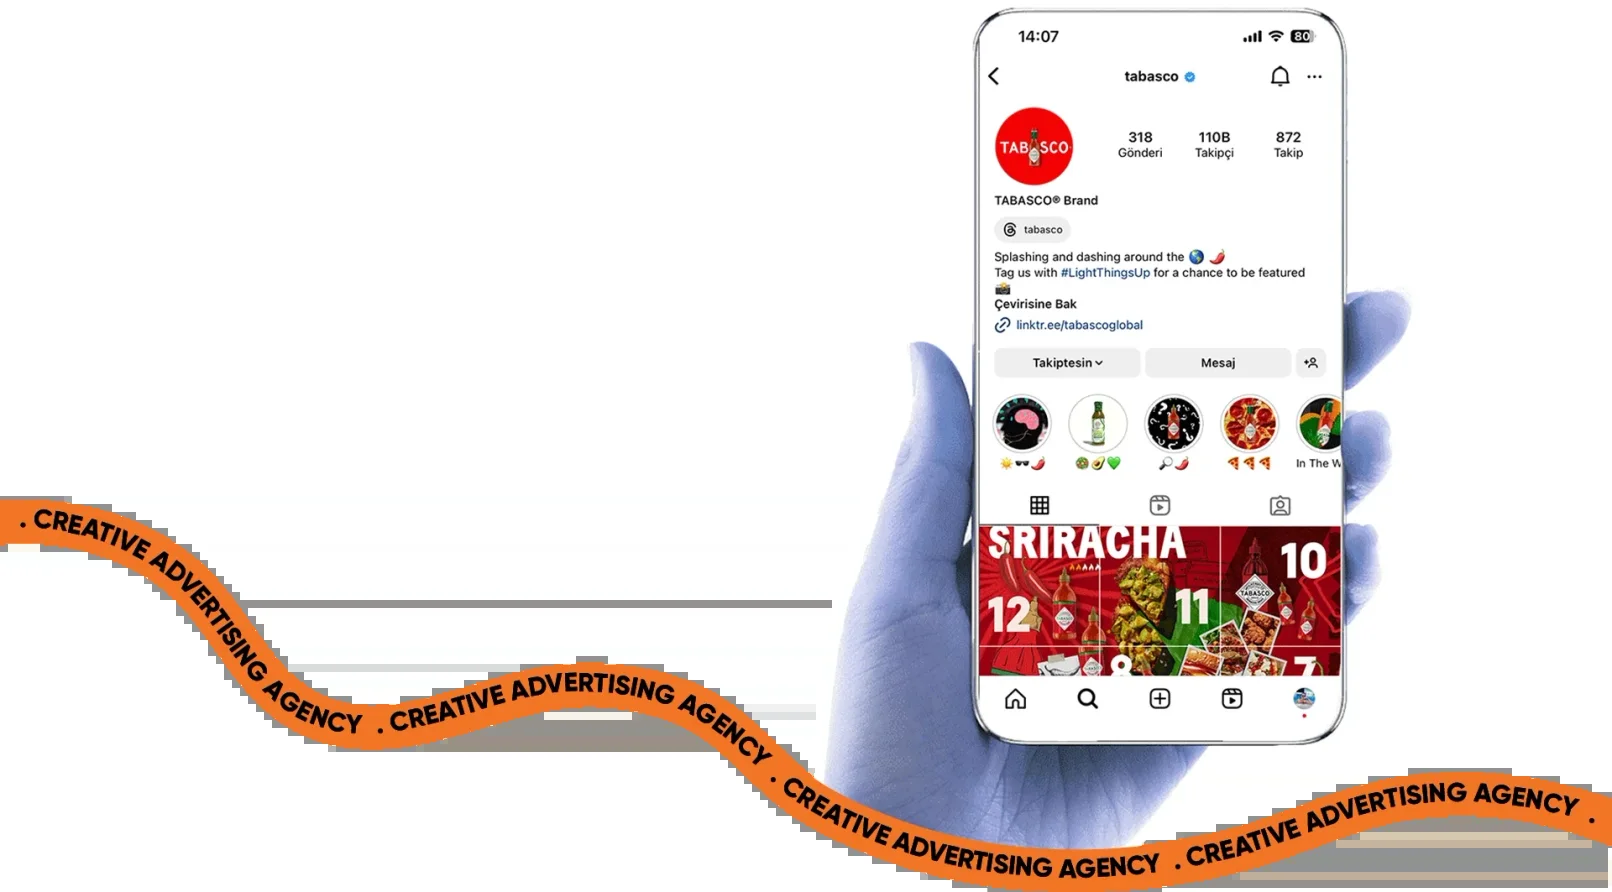 14:07
80
tabasco
TABASCO
318
110B
872
Gönderi
Takipçi
Takip
TABASCO® Brand
tabasco
Splashing and dashing around the 🌎 🌶️
Tag us with #LightThingsUp for a chance to be featured
📸
Çevirisine Bak
linktr.ee/tabascoglobal
Takiptesin
Mesaj
In The W
SRIRACHA
10
TABASCO
12
11
8
7
. CREATIVE ADVERTISING AGENCY . CREATIVE ADVERTISING AGENCY . CREATIVE ADVERTISING AGENCY . CREATIVE ADVERTISING AGENCY .